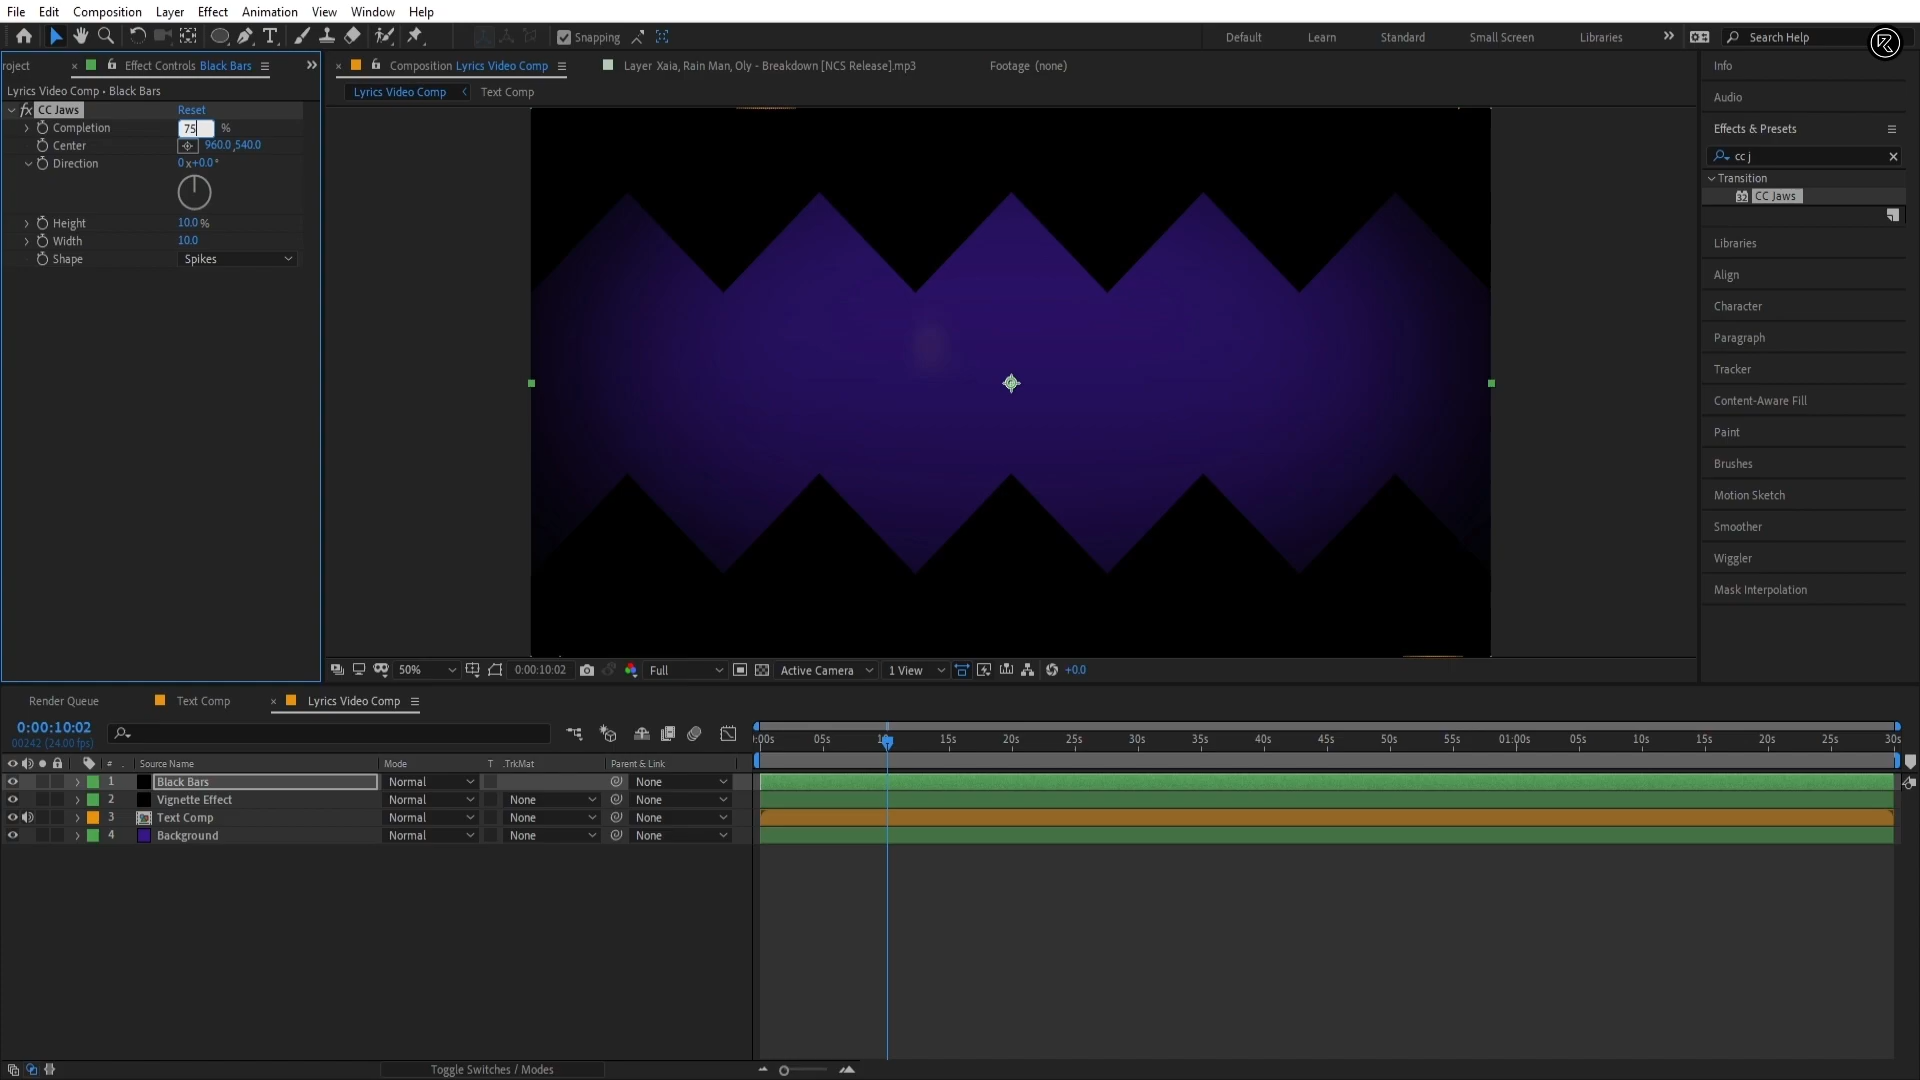 File Edit Composition Layer Effect Animation View Window Help
Snapping
Default Learn Standard Small Screen Libraries » Search Help
roject × Effect Controls Black Bars »
Lyrics Video Comp • Black Bars
fx CC Jaws Reset
Completion 75 %
Center 960.0,540.0
Direction 0x+0.0°
Height 10.0%
Width 10.0
Shape Spikes
× Composition Lyrics Video Comp
Layer Xaia, Rain Man, Oly - Breakdown [NCS Release].mp3
Footage (none)
Lyrics Video Comp < Text Comp
50% 0:00:10:02 Full Active Camera 1 View +0.0
Info
Audio
Effects & Presets
cc j ×
Transition
32 CC Jaws
Libraries
Align
Character
Paragraph
Tracker
Content-Aware Fill
Paint
Brushes
Motion Sketch
Smoother
Wiggler
Mask Interpolation
Render Queue Text Comp × Lyrics Video Comp
0:00:10:02
00242 (24.00 fps)
# Source Name Mode T .TrkMat Parent & Link
1 Black Bars Normal None
2 Vignette Effect Normal None None
3 Text Comp Normal None None
4 Background Normal None None
:00s 05s 15s 20s 25s 30s 35s 40s 45s 50s 55s 01:00s 05s 10s 15s 20s 25s 30s
Toggle Switches / Modes